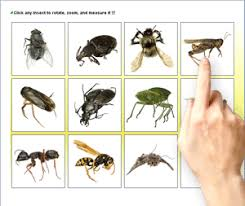 Click any insect to rotate, zoom, and measure it !!!